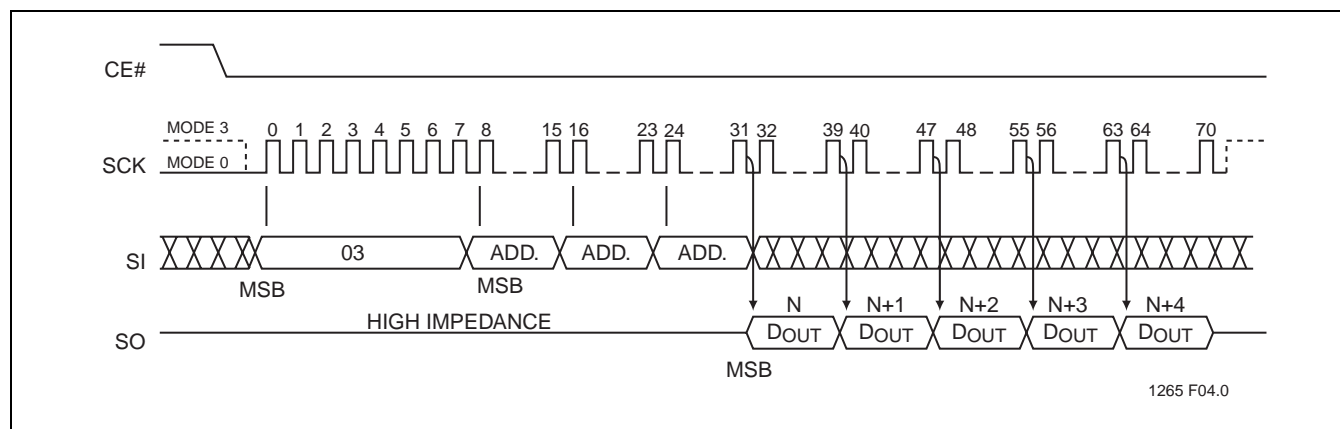 CE#
MODE 3
0 1 2 3 4 5 6 7 8 15 16 23 24 31 32 39 40 47 48 55 56 63 64 70
SCK MODE 0
SI 03 ADD. ADD. ADD.
MSB MSB
HIGH IMPEDANCE N N+1 N+2 N+3 N+4
SO DOUT DOUT DOUT DOUT DOUT
MSB
1265 F04.0